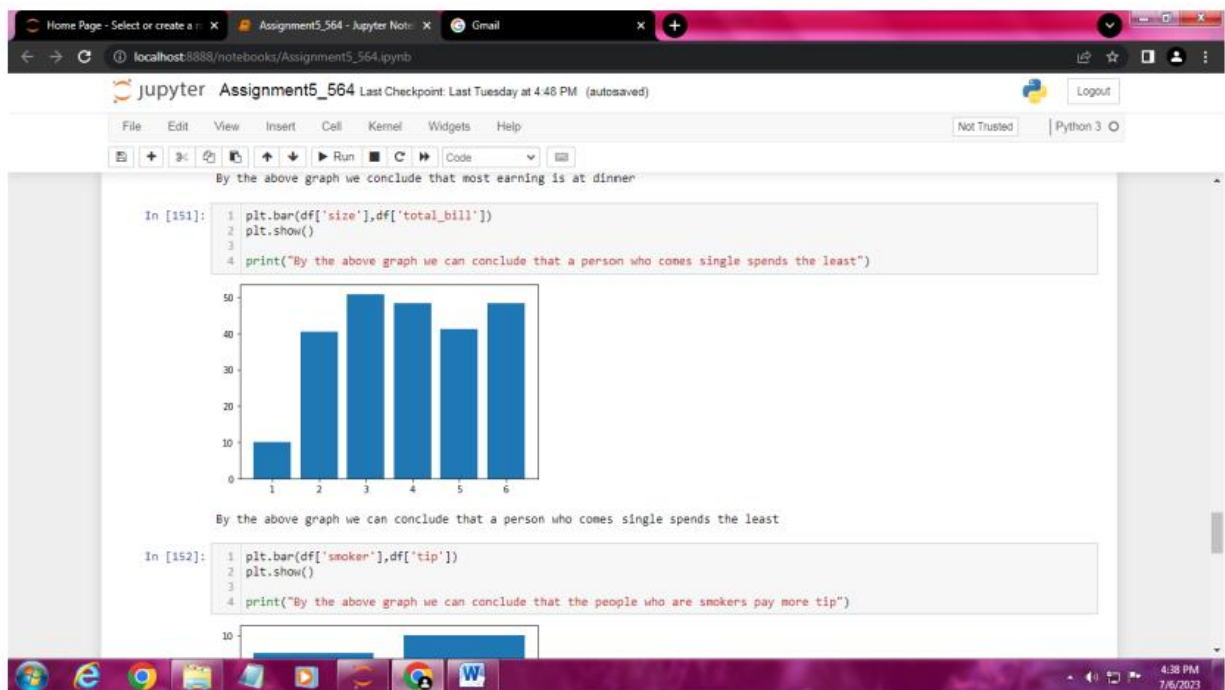 Home Page - Select or create a n
Assignment5_564 - Jupyter Note
Gmail
localhost:8888/notebooks/Assignment5_564.ipynb
jupyter Assignment5_564 Last Checkpoint: Last Tuesday at 4:48 PM (autosaved)
Logout
File Edit View Insert Cell Kernel Widgets Help
Not Trusted
Python 3
Run
Code
By the above graph we conclude that most earning is at dinner
In [151]:
1 plt.bar(df['size'],df['total_bill'])
2 plt.show()
3
4 print("By the above graph we can conclude that a person who comes single spends the least")
50
40
30
20
10
0
1 2 3 4 5 6
By the above graph we can conclude that a person who comes single spends the least
In [152]:
1 plt.bar(df['smoker'],df['tip'])
2 plt.show()
3
4 print("By the above graph we can conclude that the people who are smokers pay more tip")
10
4:38 PM
7/6/2023